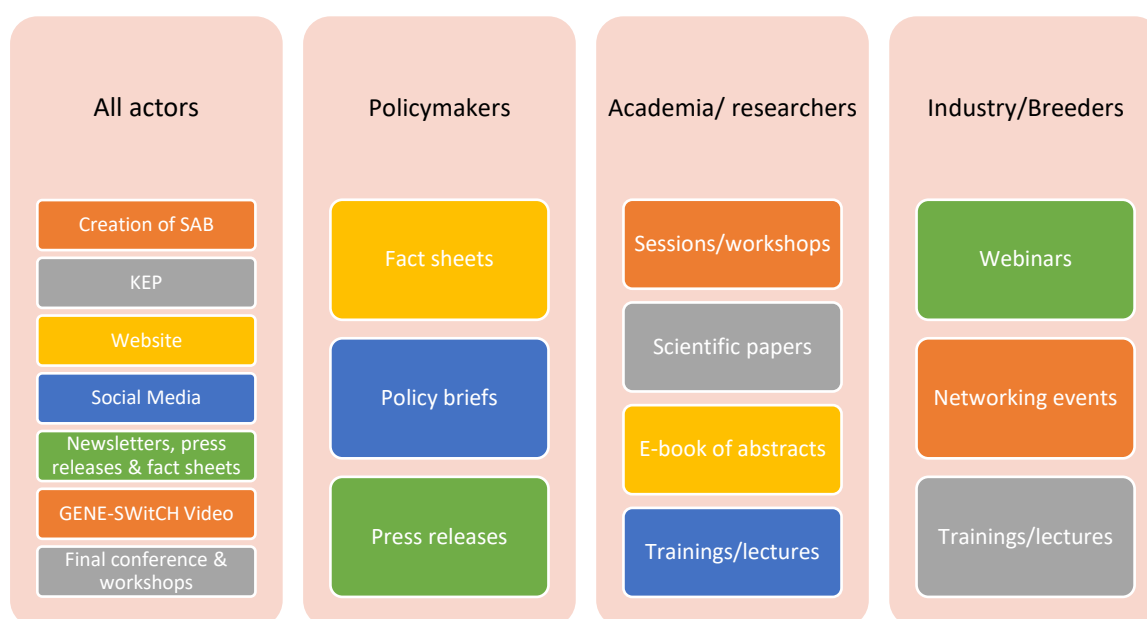 All actors
Creation of SAB
KEP
Website
Social Media
Newsletters, press
releases & fact sheets
GENE-SWitCH Video
Final conference &
workshops
Policymakers
Fact sheets
Policy briefs
Press releases
Academia/ researchers
Sessions/workshops
Scientific papers
E-book of abstracts
Trainings/lectures
Industry/Breeders
Webinars
Networking events
Trainings/lectures